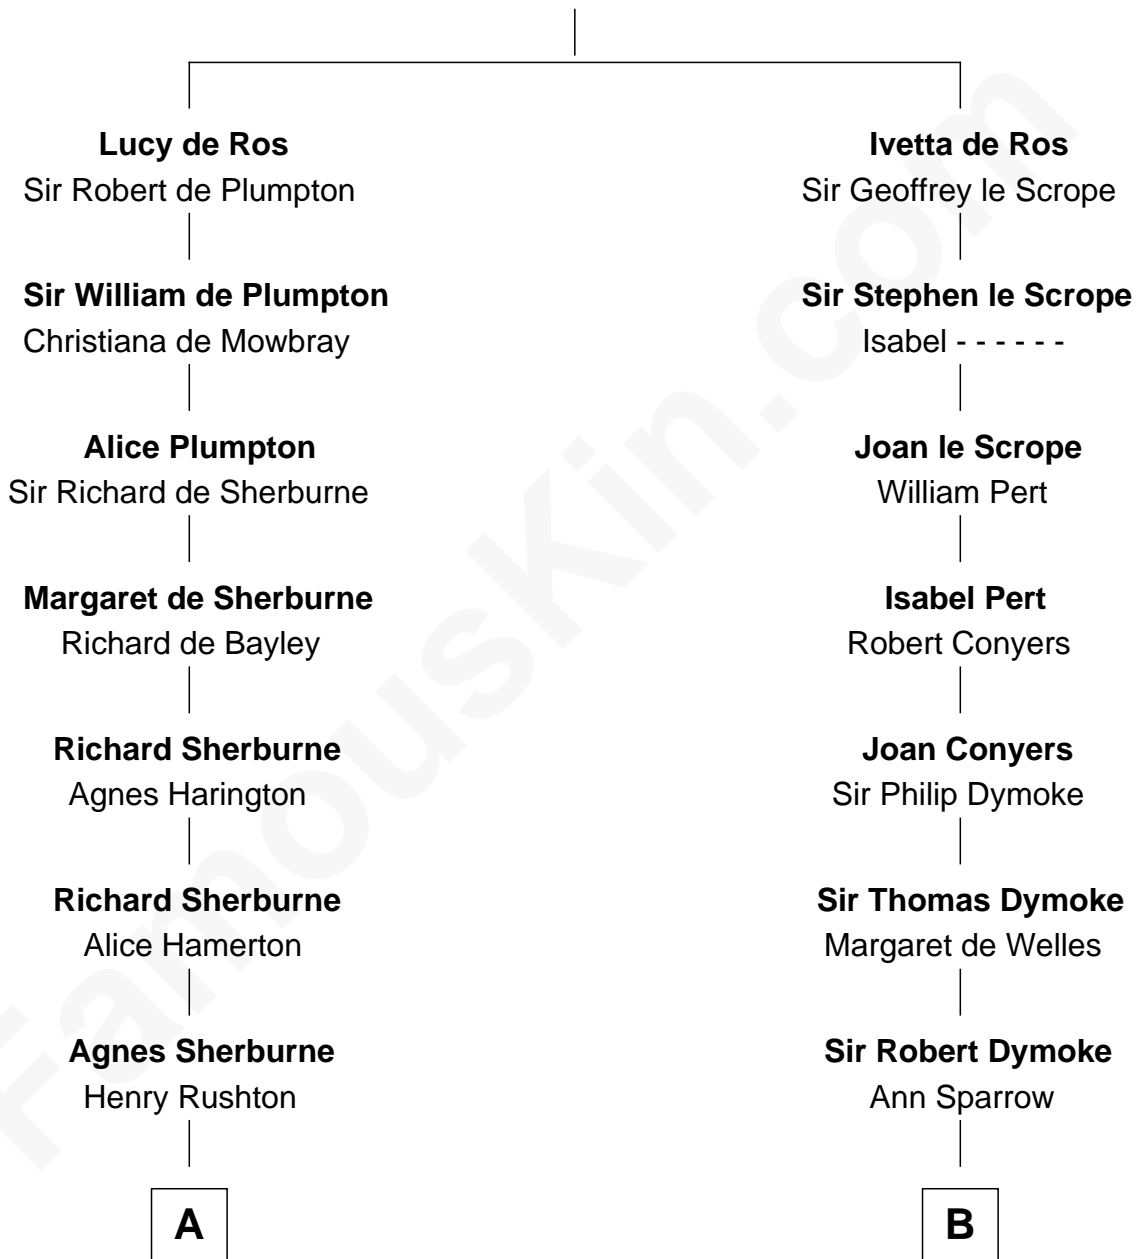 Lucy de Ros
Sir Robert de Plumpton
Ivetta de Ros
Sir Geoffrey le Scrope
Sir William de Plumpton
Christiana de Mowbray
Sir Stephen le Scrope
Isabel - - - - - -
Alice Plumpton
Sir Richard de Sherburne
Joan le Scrope
William Pert
Margaret de Sherburne
Richard de Bayley
Isabel Pert
Robert Conyers
Richard Sherburne
Agnes Harington
Joan Conyers
Sir Philip Dymoke
Richard Sherburne
Alice Hamerton
Sir Thomas Dymoke
Margaret de Welles
Agnes Sherburne
Henry Rushton
Sir Robert Dymoke
Ann Sparrow
A
B
FamousKin.com